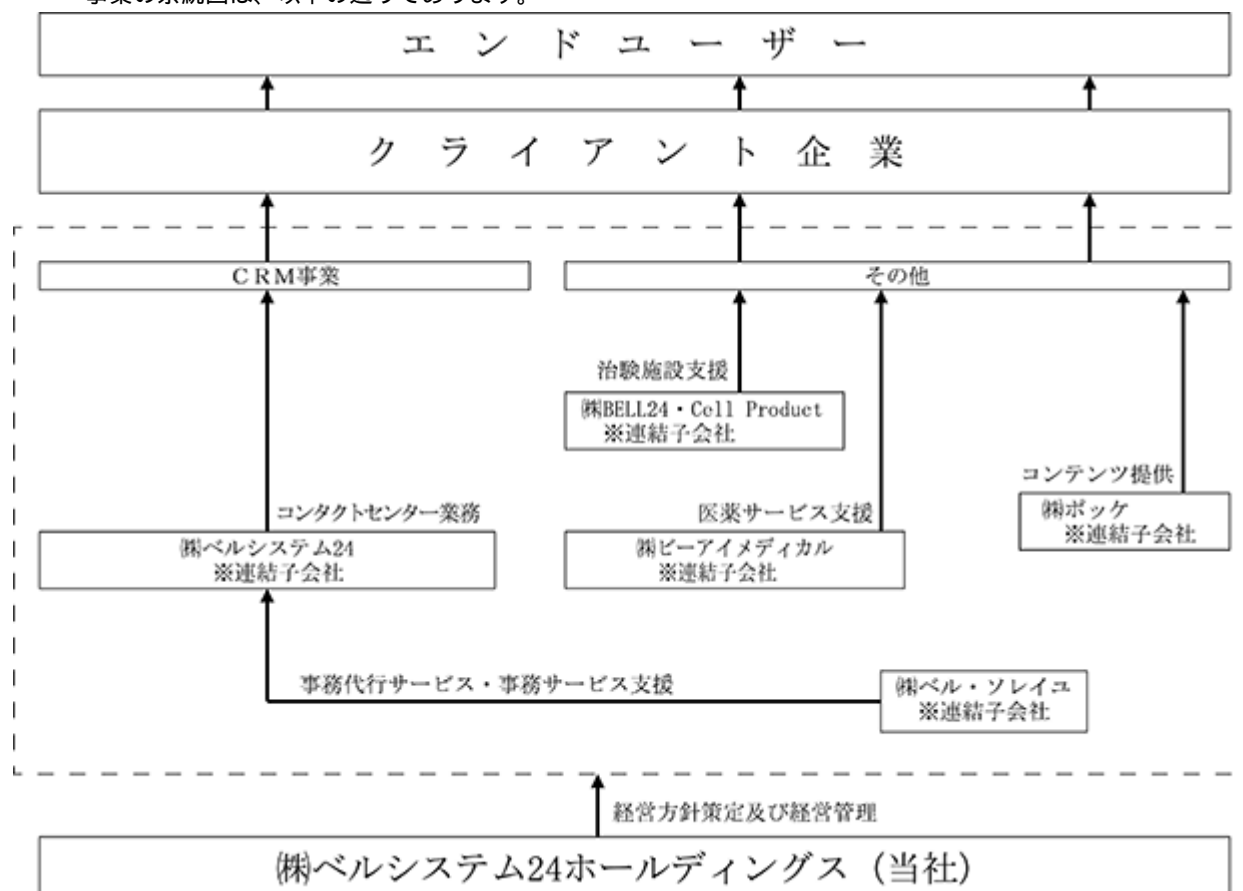 事業の系統図は、以下の通りであります。
エンドユーザー
クライアント企業
ＣＲＭ事業
その他
治験施設支援
㈱BELL24・Cell Product
※連結子会社
コンテンツ提供
㈱ポッケ
※連結子会社
コンタクトセンター業務
㈱ベルシステム24
※連結子会社
医薬サービス支援
㈱ビーアイメディカル
※連結子会社
事務代行サービス・事務サービス支援
㈱ベル・ソレイユ
※連結子会社
経営方針策定及び経営管理
㈱ベルシステム24ホールディングス（当社）